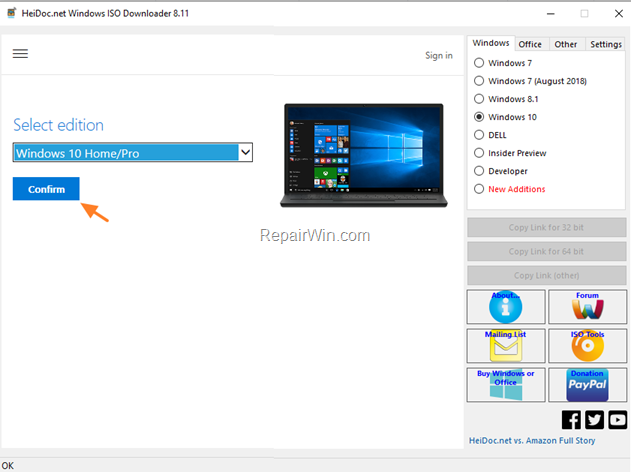 HeiDoc.net Windows ISO Downloader 8.11
Sign in
Select edition
Windows 10 Home/Pro
Confirm
RepairWin.com
Windows Office Other Settings
Windows 7
Windows 7 (August 2018)
Windows 8.1
Windows 10
DELL
Insider Preview
Developer
New Additions
Copy Link for 32 bit
Copy Link for 64 bit
Copy Link (other)
About... Forum
Mailing List ISO Tools
Buy Windows or Donation
Office PayPal
HeiDoc.net vs. Amazon Full Story
OK